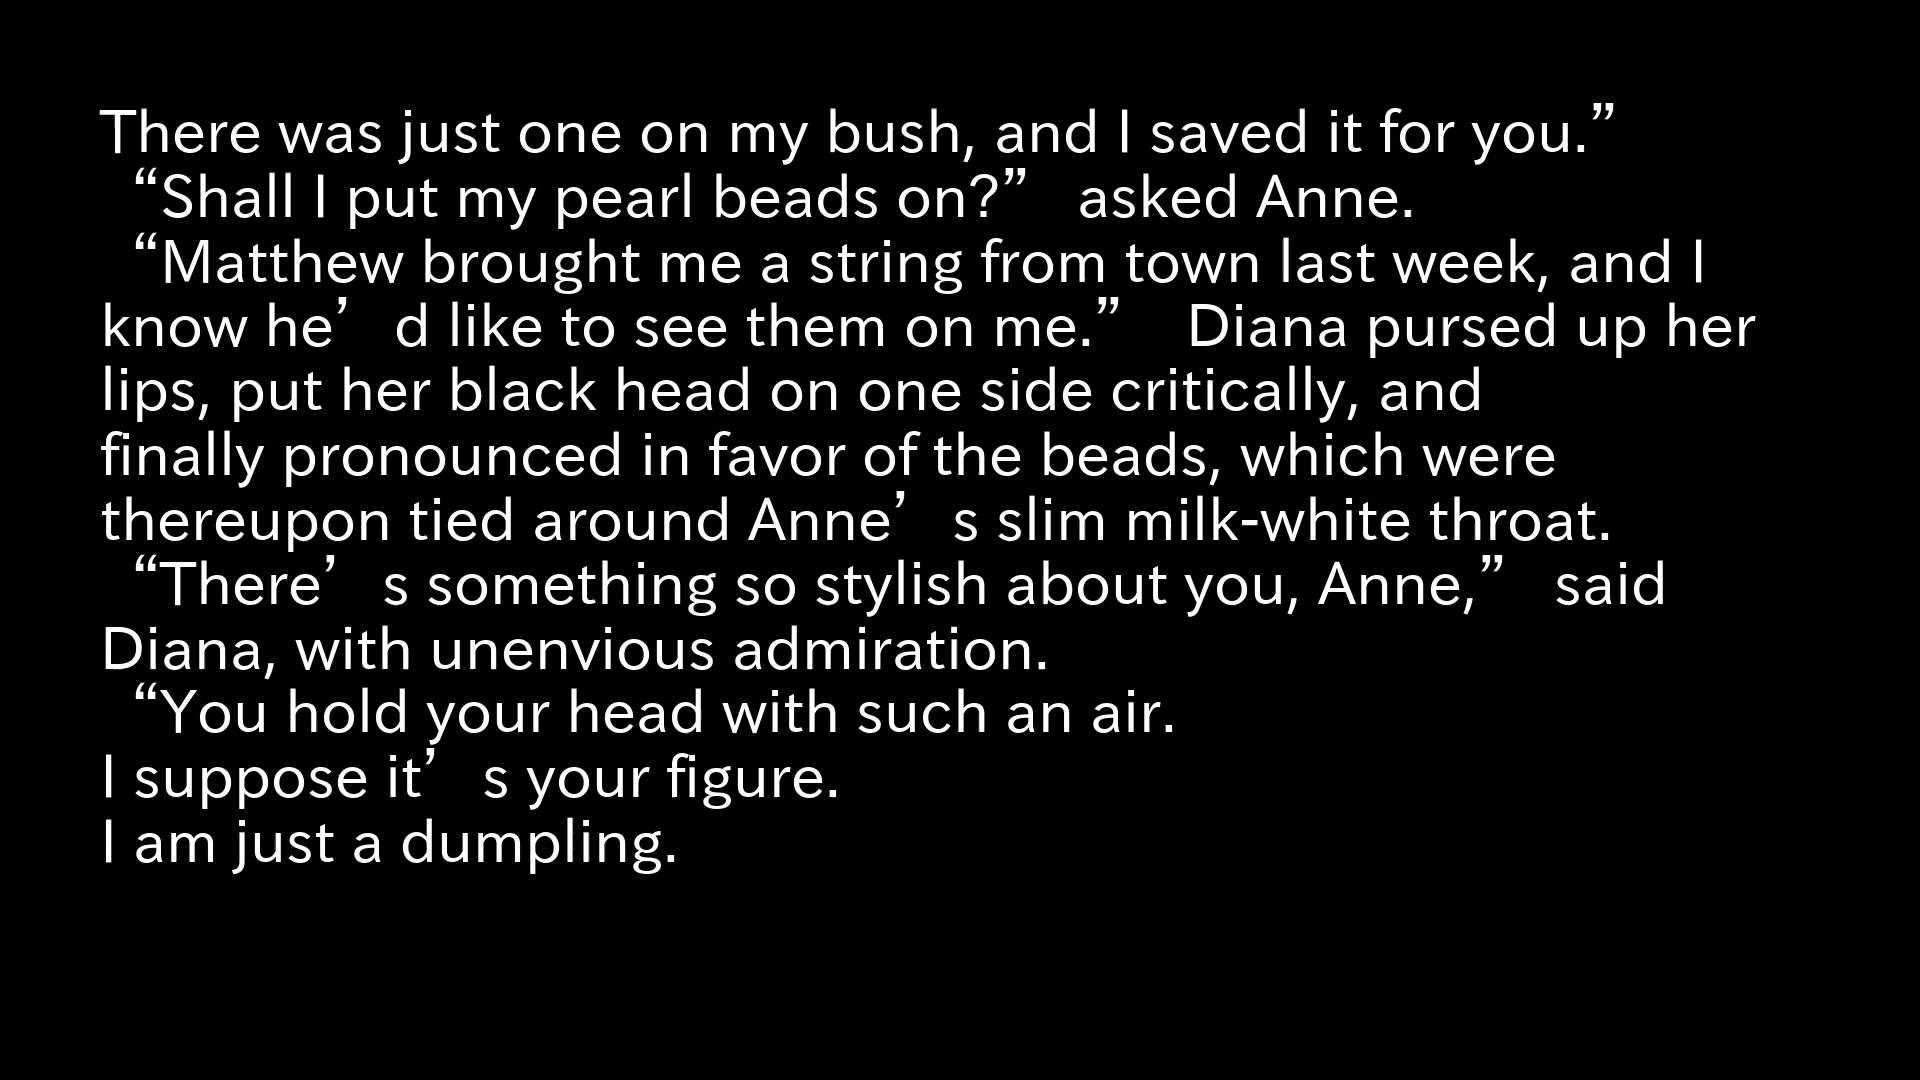 There was just one on my bush, and I saved it for you.”
“Shall I put my pearl beads on?” asked Anne.
“Matthew brought me a string from town last week, and I
know he’d like to see them on me.” Diana pursed up her
lips, put her black head on one side critically, and
finally pronounced in favor of the beads, which were
thereupon tied around Anne’s slim milk-white throat.
“There’s something so stylish about you, Anne,” said
Diana, with unenvious admiration.
“You hold your head with such an air.
I suppose it’s your figure.
I am just a dumpling.